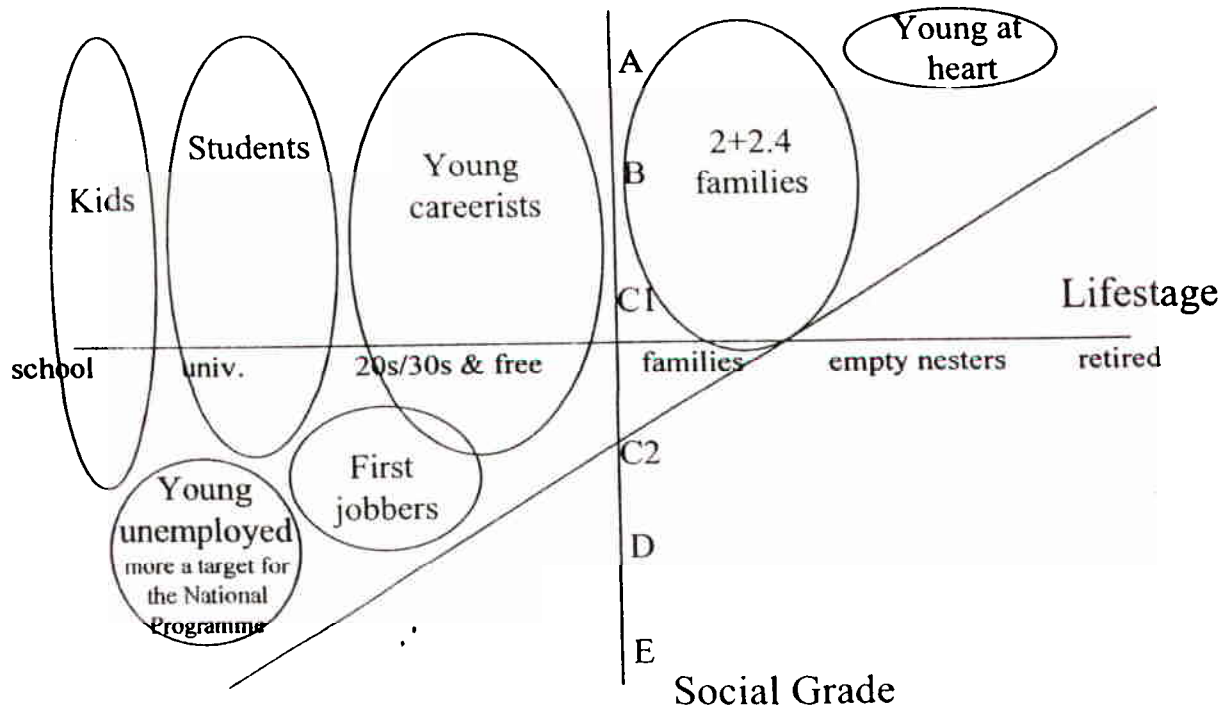 Young at
heart
A
Students
2+2.4
families
Young
careerists
B
Kids
C1
Lifestage
school
univ.
20s/30s & free
families
empty nesters
retired
C2
First
jobbers
Young
unemployed
more a target for
the National
Programme
D
E
Social Grade